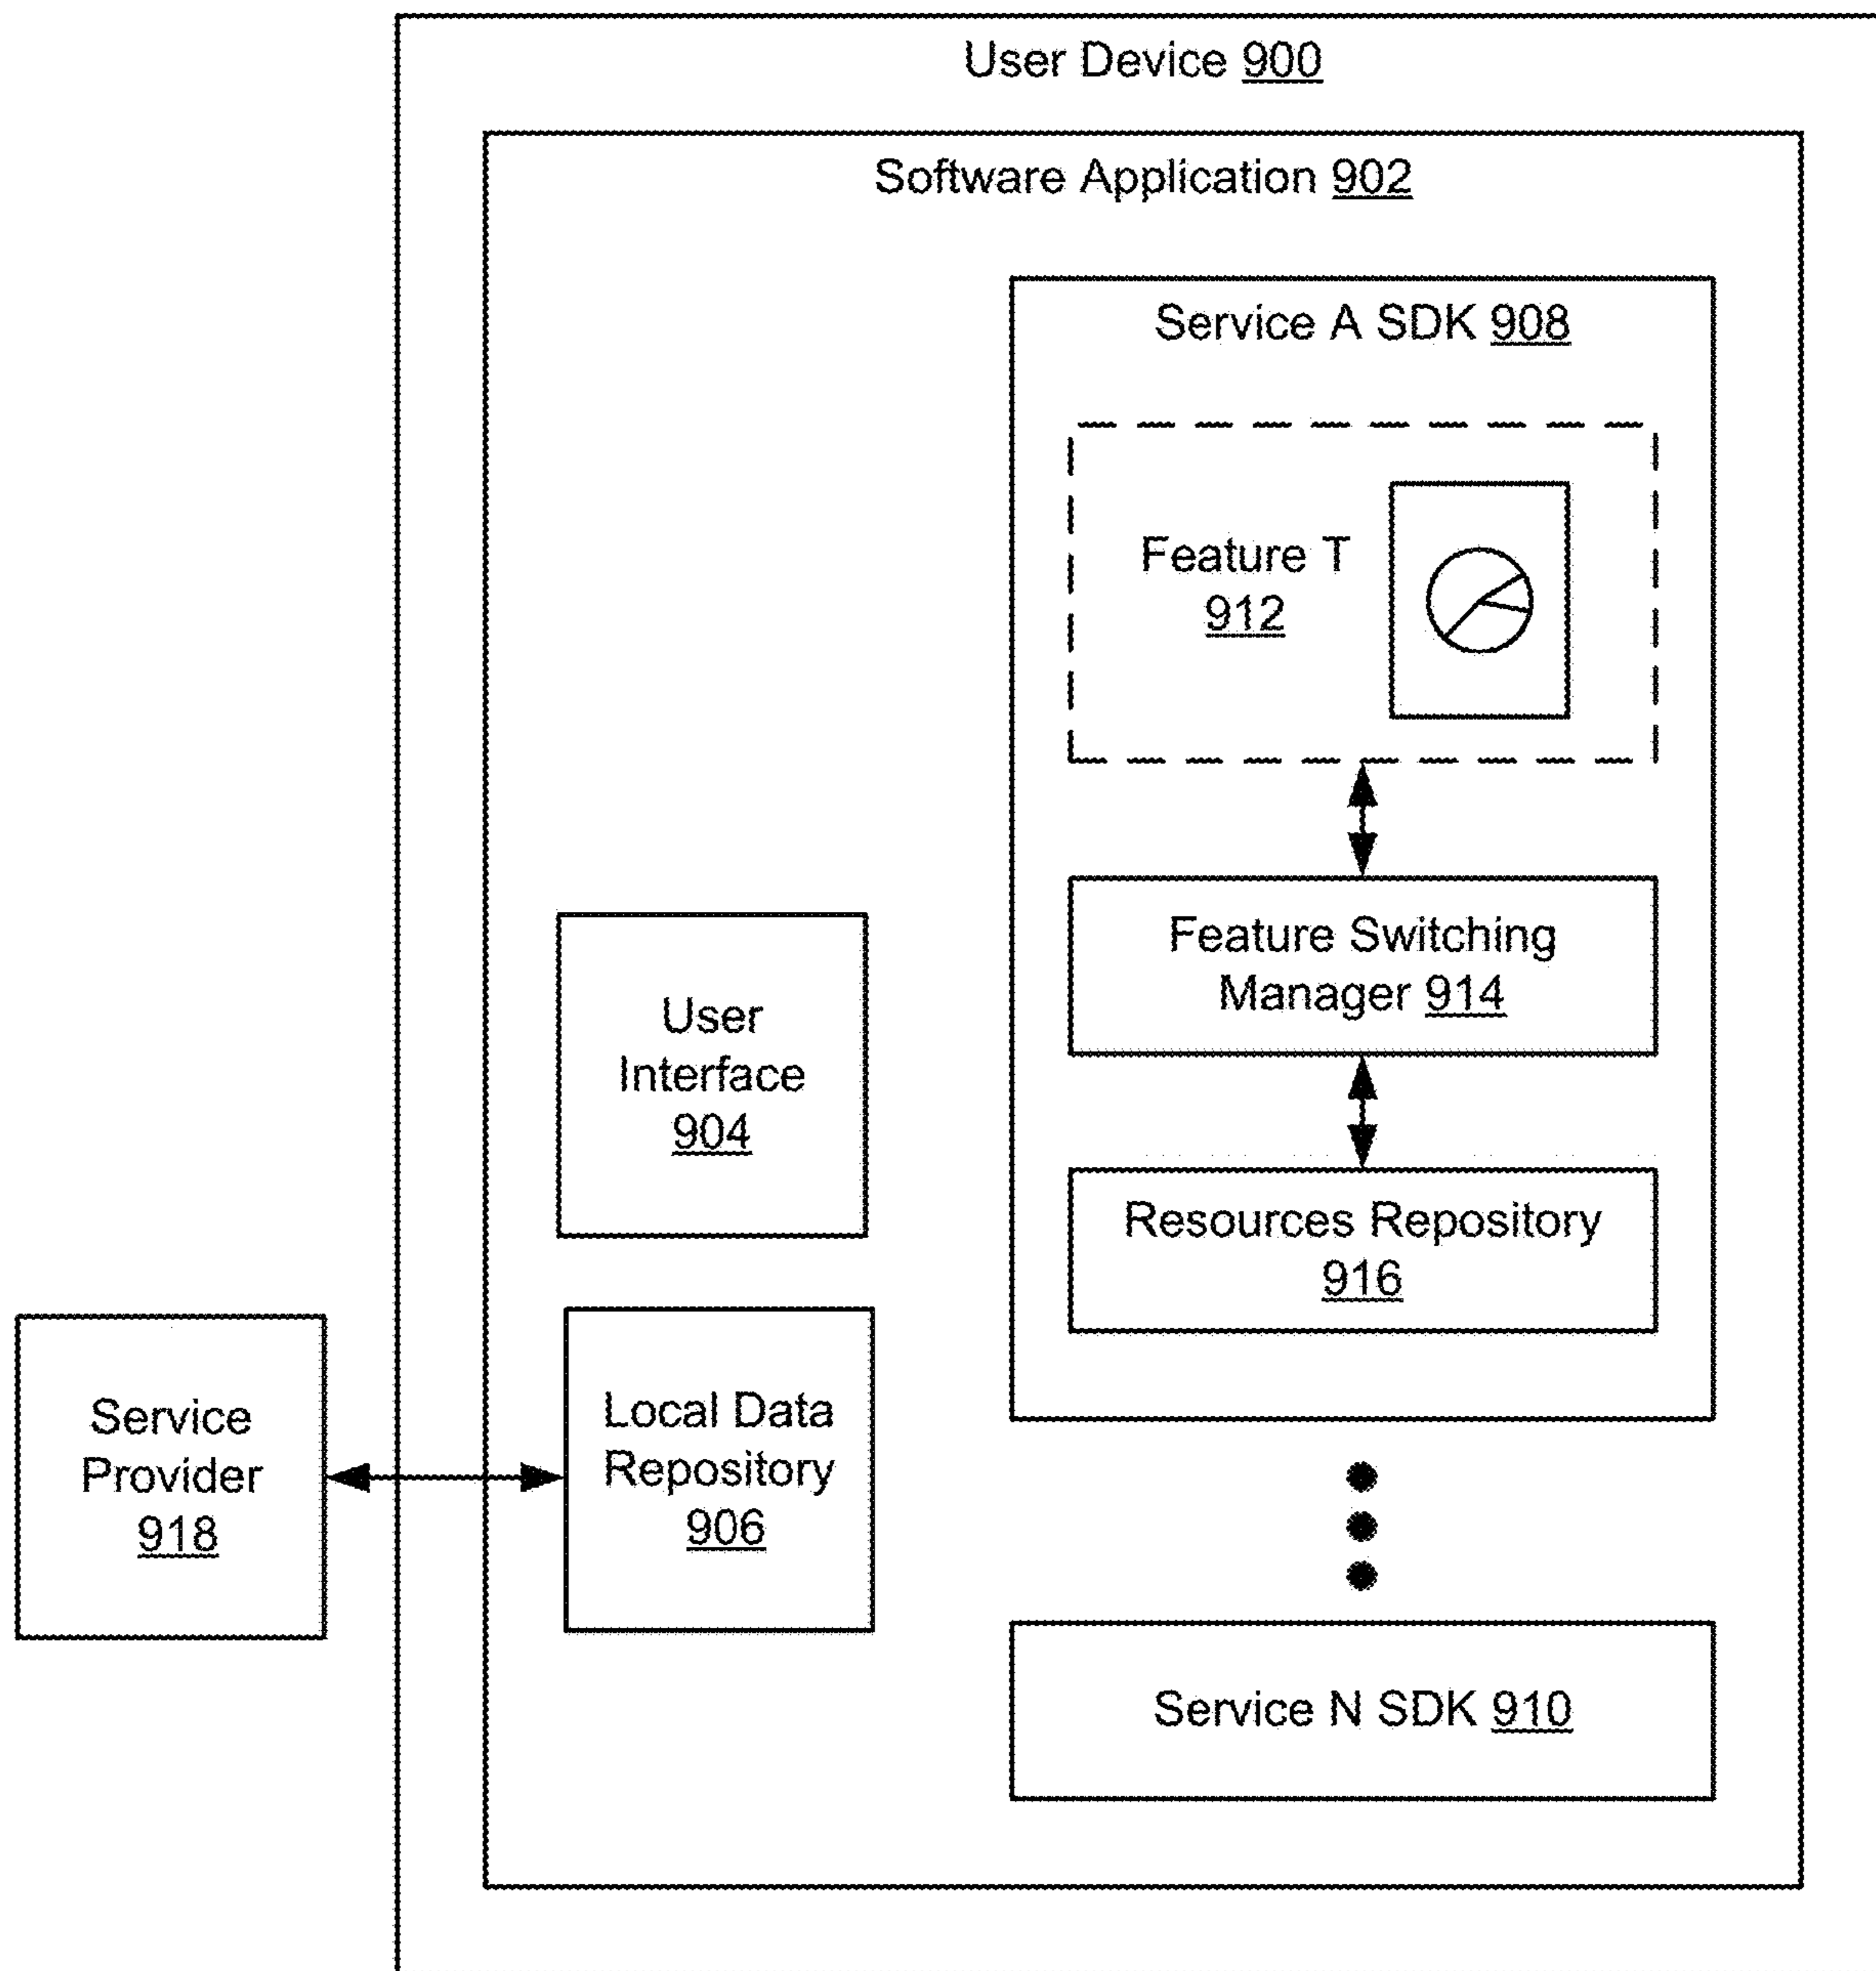 User Device 900
Software Application 902
Service A SDK 908
Feature T
912
Feature Switching
Manager 914
User
Interface
904
Resources Repository
916
Service
Provider
918
Local Data
Repository
906
Service N SDK 910